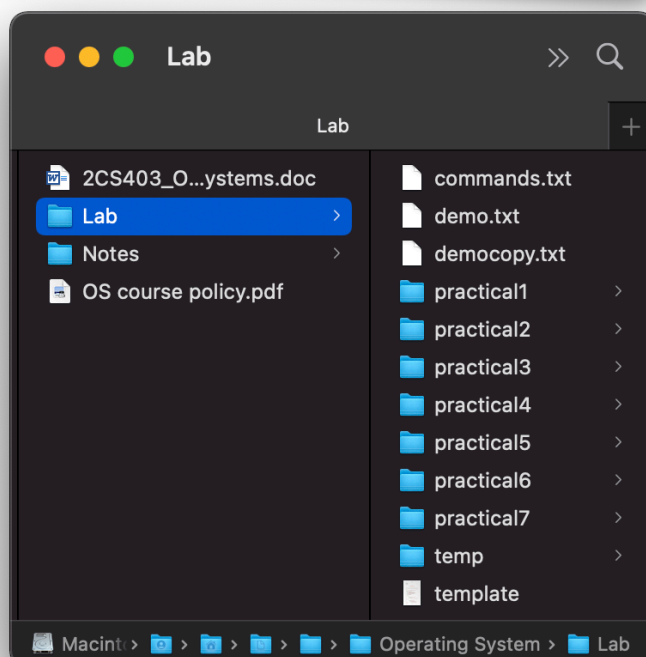 Lab
Lab
2CS403_O...ystems.doc
Lab
Notes
OS course policy.pdf
commands.txt
demo.txt
democopy.txt
practical1
practical2
practical3
practical4
practical5
practical6
practical7
temp
template
Macint Operating System Lab